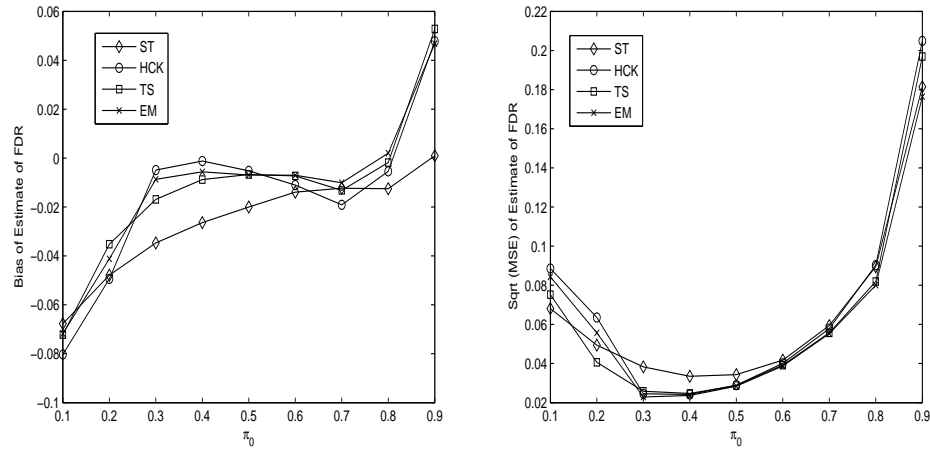 0.06
0.04
0.02
0
−0.02
−0.04
−0.06
−0.08
−0.1
0.1 0.2 0.3 0.4 0.5 0.6 0.7 0.8 0.9
π0
Bias of Estimate of FDR
ST
HCK
TS
EM
0.22
0.2
0.18
0.16
0.14
0.12
0.1
0.08
0.06
0.04
0.02
0.1 0.2 0.3 0.4 0.5 0.6 0.7 0.8 0.9
π0
Sqrt (MSE) of Estimate of FDR
ST
HCK
TS
EM